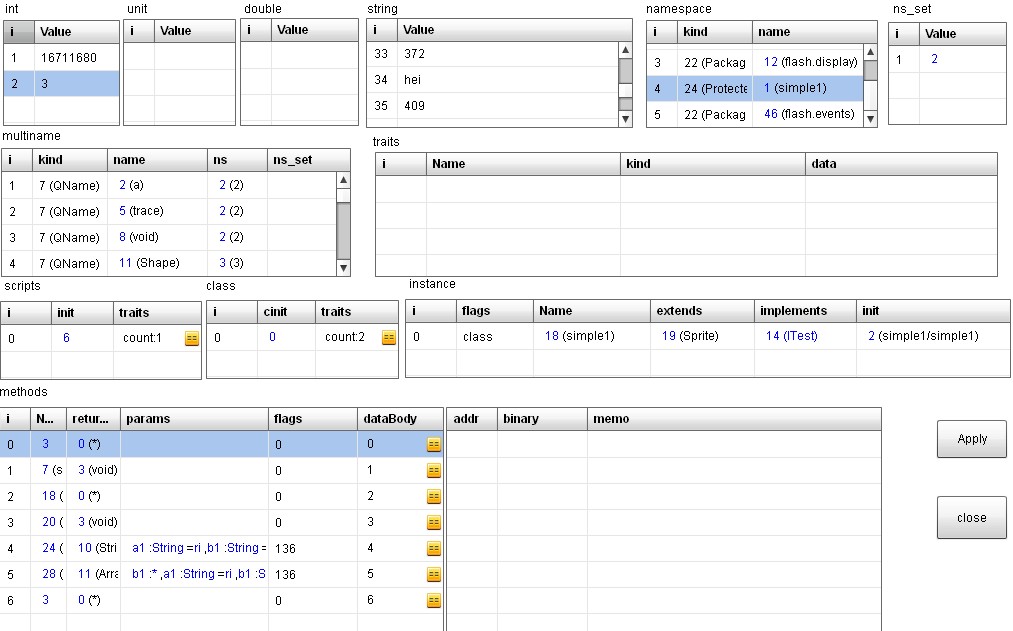 int unit double string namespace ns_set
i Value i Value i Value i Value i kind name i Value
1 16711680 33 372 3 22 (Packag 12 (flash.display) 1 2
2 3 34 hei 4 24 (Protecte 1 (simple1)
35 409 5 22 (Packag 46 (flash.events)
multiname traits
i kind name ns ns_set i Name kind data
1 7 (QName) 2 (a) 2 (2)
2 7 (QName) 5 (trace) 2 (2)
3 7 (QName) 8 (void) 2 (2)
4 7 (QName) 11 (Shape) 3 (3)
scripts class instance
i init traits i cinit traits i flags Name extends implements init
0 6 count:1 0 0 count:2 0 class 18 (simple1) 19 (Sprite) 14 (ITest) 2 (simple1/simple1)
methods
i N... retur... params flags dataBody addr binary memo
0 3 0 (*) 0 0
1 7 (s 3 (void) 0 1
2 18 ( 0 (*) 0 2
3 20 ( 3 (void) 0 3
4 24 ( 10 (Stri a1 :String =ri ,b1 :String = 136 4
5 28 ( 11 (Arra b1 :* ,a1 :String =ri ,b1 :S 136 5
6 3 0 (*) 0 6
Apply
close